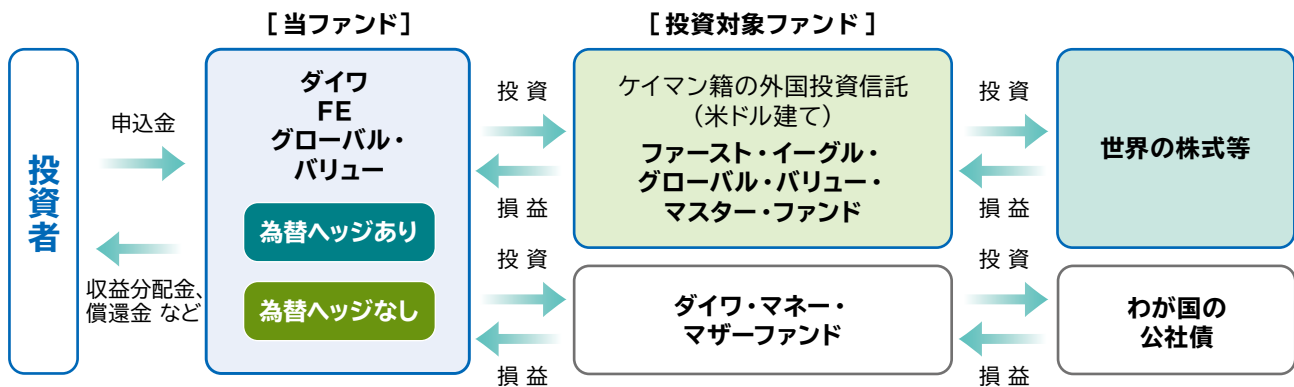 [ 当ファンド]
[ 投資対象ファンド ]
投資者
申込金
収益分配金、
償還金 など
ダイワ
FE
グローバル・
バリュー
為替ヘッジあり
為替ヘッジなし
投 資
損 益
投 資
損 益
ケイマン籍の外国投資信託
(米ドル建て)
ファースト・イーグル・
グローバル・バリュー・
マスター・ファンド
ダイワ・マネー・
マザーファンド
投 資
損 益
投 資
損 益
世界の株式等
わが国の
公社債